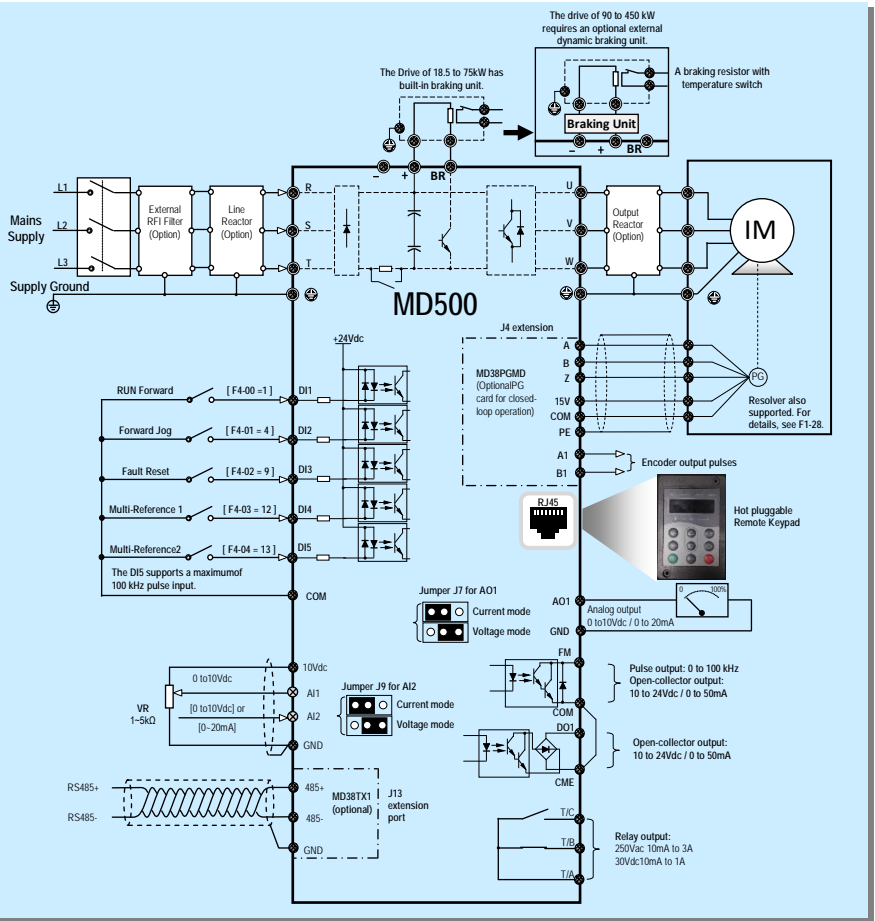 The drive of 90 to 450 kW
requires an optional external
dynamic braking unit.
The Drive of 18.5 to 75kW has
built-in braking unit.
A braking resistor with
temperature switch
Braking Unit
– + BR
– + BR
L1
L2
L3
Mains
Supply
Supply Ground
External
RFI Filter
(Option)
Line
Reactor
(Option)
R
S
T
U
V
W
Output
Reactor
(Option)
IM
MD500
+24Vdc
J4 extension
MD38PGMD
(OptionalPG
card for closed-
loop operation)
A
B
Z
15V
COM
PE
A1
B1
PG
Resolver also
supported. For
details, see F1-28.
Encoder output pulses
RUN Forward [ F4-00 =1 ] DI1
Forward Jog [ F4-01 = 4 ] DI2
Fault Reset [ F4-02 = 9 ] DI3
Multi-Reference 1 [ F4-03 = 12 ] DI4
Multi-Reference2 [ F4-04 = 13 ] DI5
The DI5 supports a maximumof
100 kHz pulse input.
COM
RJ45
Hot pluggable
Remote Keypad
Jumper J7 for AO1
Current mode
Voltage mode
AO1
GND
0 100%
Analog output
0 to10Vdc / 0 to 20mA
FM
COM
Pulse output: 0 to 100 kHz
Open-collector output:
10 to 24Vdc / 0 to 50mA
DO1
CME
Open-collector output:
10 to 24Vdc / 0 to 50mA
10Vdc
0 to10Vdc
AI1
VR
1~5kΩ
[0 to10Vdc] or
[0~20mA]
AI2
GND
Jumper J9 for AI2
Current mode
Voltage mode
RS485+
RS485-
485+
485-
GND
MD38TX1
(optional)
J13
extension
port
T/C
T/B
T/A
Relay output:
250Vac 10mA to 3A
30Vdc10mA to 1A